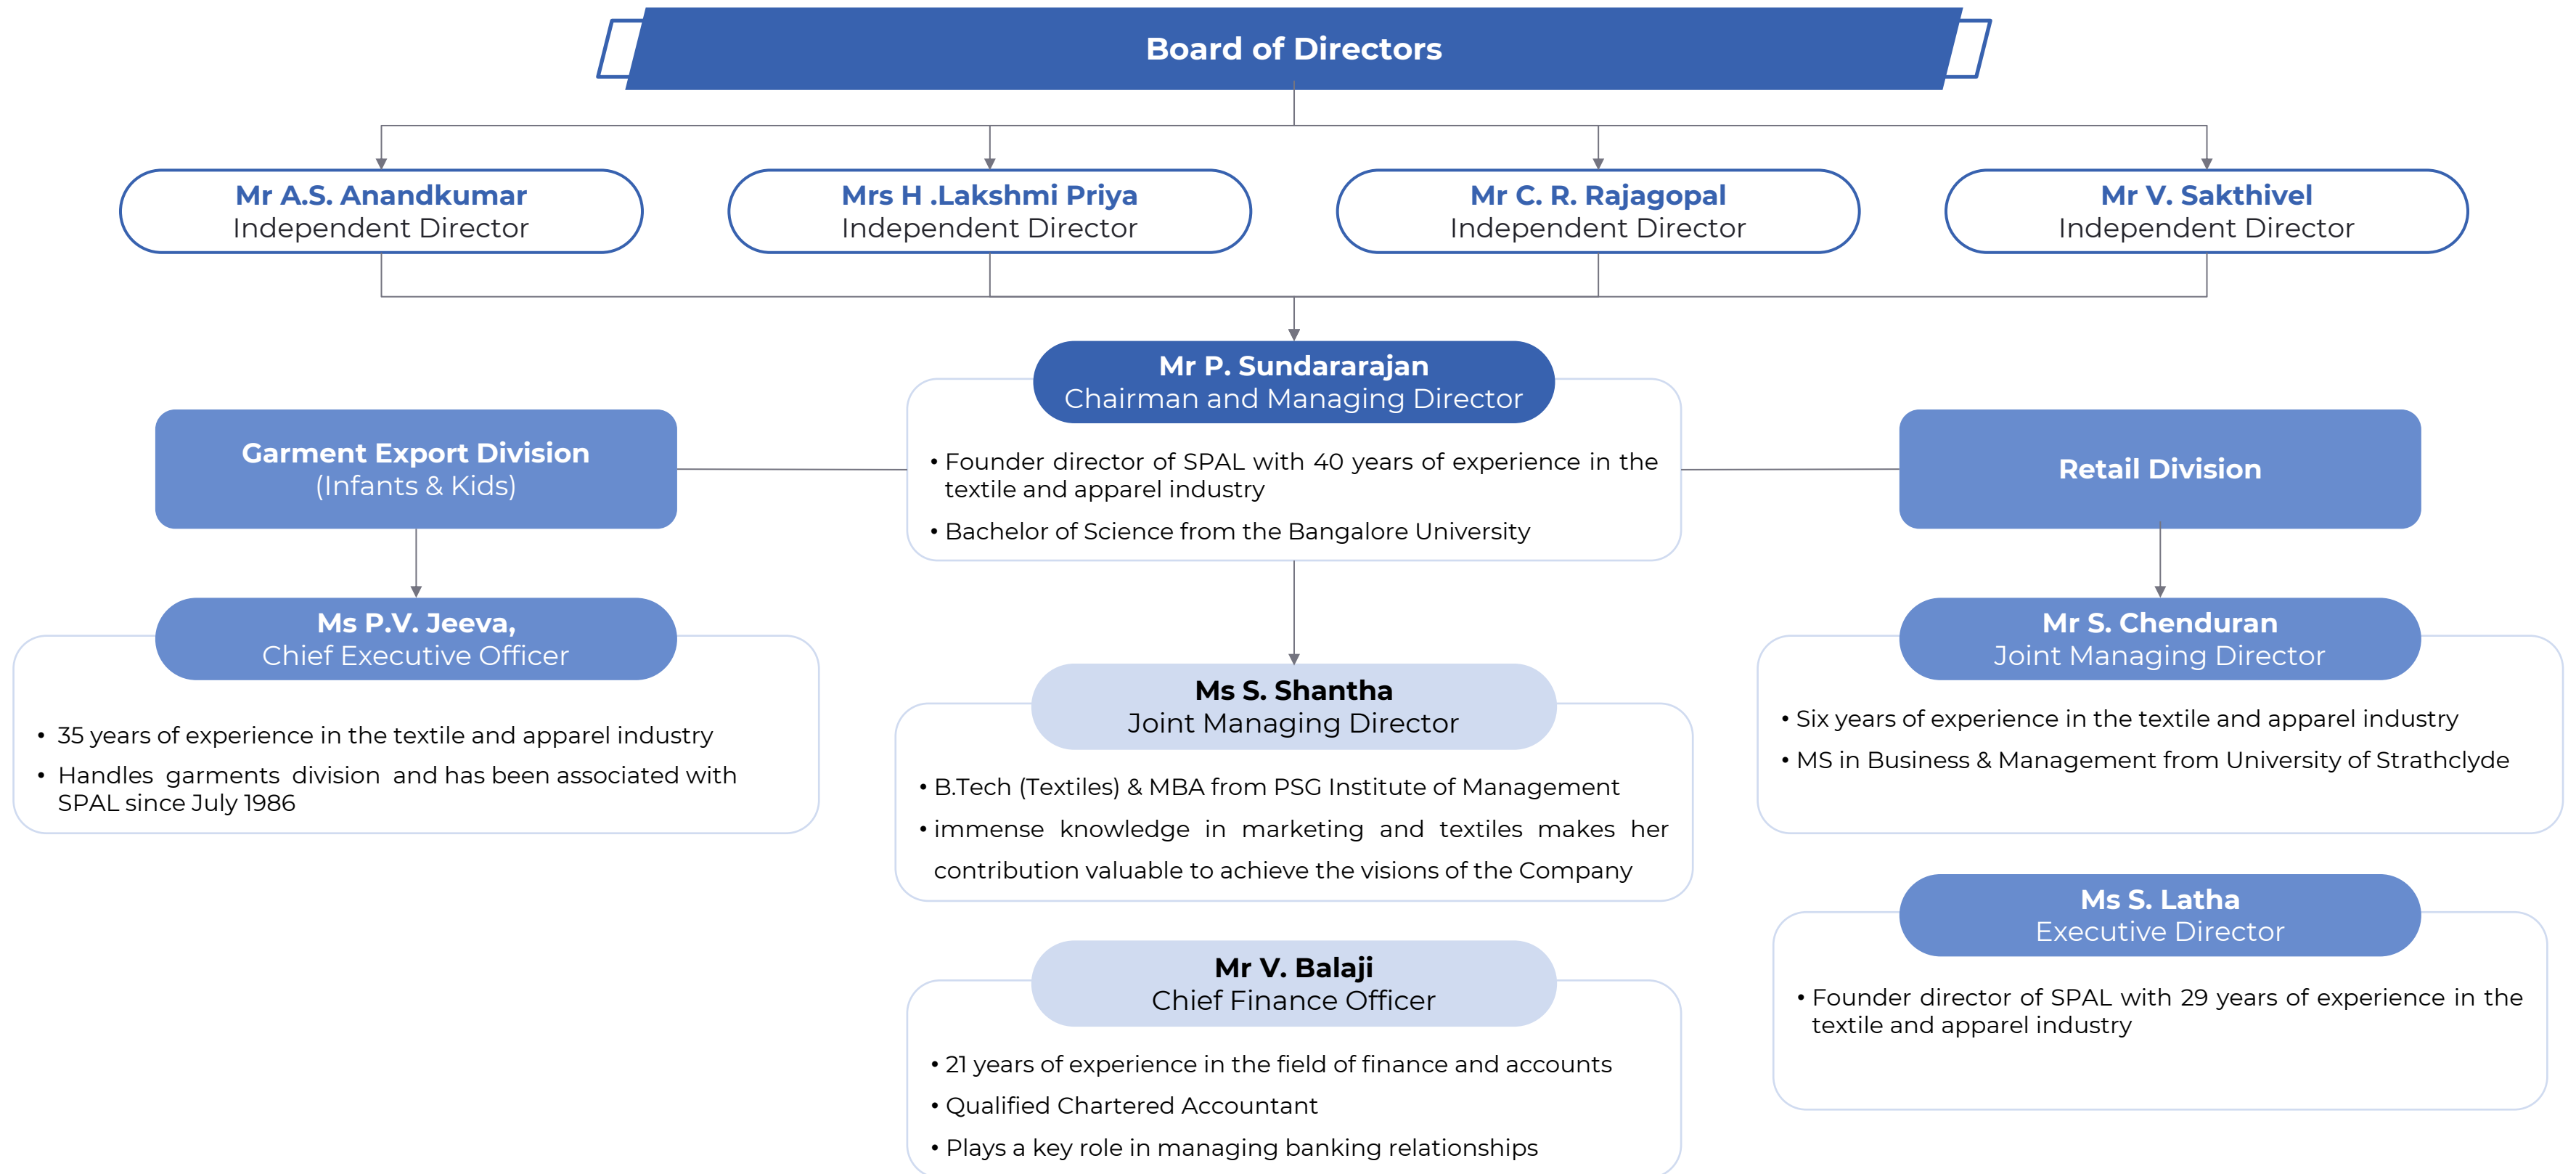 Board of Directors
Mr A.S. Anandkumar
Independent Director
Mrs H .Lakshmi Priya
Independent Director
Mr C. R. Rajagopal
Independent Director
Mr V. Sakthivel
Independent Director
Mr P. Sundararajan
Chairman and Managing Director
• Founder director of SPAL with 40 years of experience in the
textile and apparel industry
• Bachelor of Science from the Bangalore University
Garment Export Division
(Infants & Kids)
Retail Division
Ms P.V. Jeeva,
Chief Executive Officer
• 35 years of experience in the textile and apparel industry
• Handles garments division and has been associated with
SPAL since July 1986
Ms S. Shantha
Joint Managing Director
• B.Tech (Textiles) & MBA from PSG Institute of Management
• immense knowledge in marketing and textiles makes her
contribution valuable to achieve the visions of the Company
Mr S. Chenduran
Joint Managing Director
• Six years of experience in the textile and apparel industry
• MS in Business & Management from University of Strathclyde
Mr V. Balaji
Chief Finance Officer
• 21 years of experience in the field of finance and accounts
• Qualified Chartered Accountant
• Plays a key role in managing banking relationships
Ms S. Latha
Executive Director
• Founder director of SPAL with 29 years of experience in the
textile and apparel industry